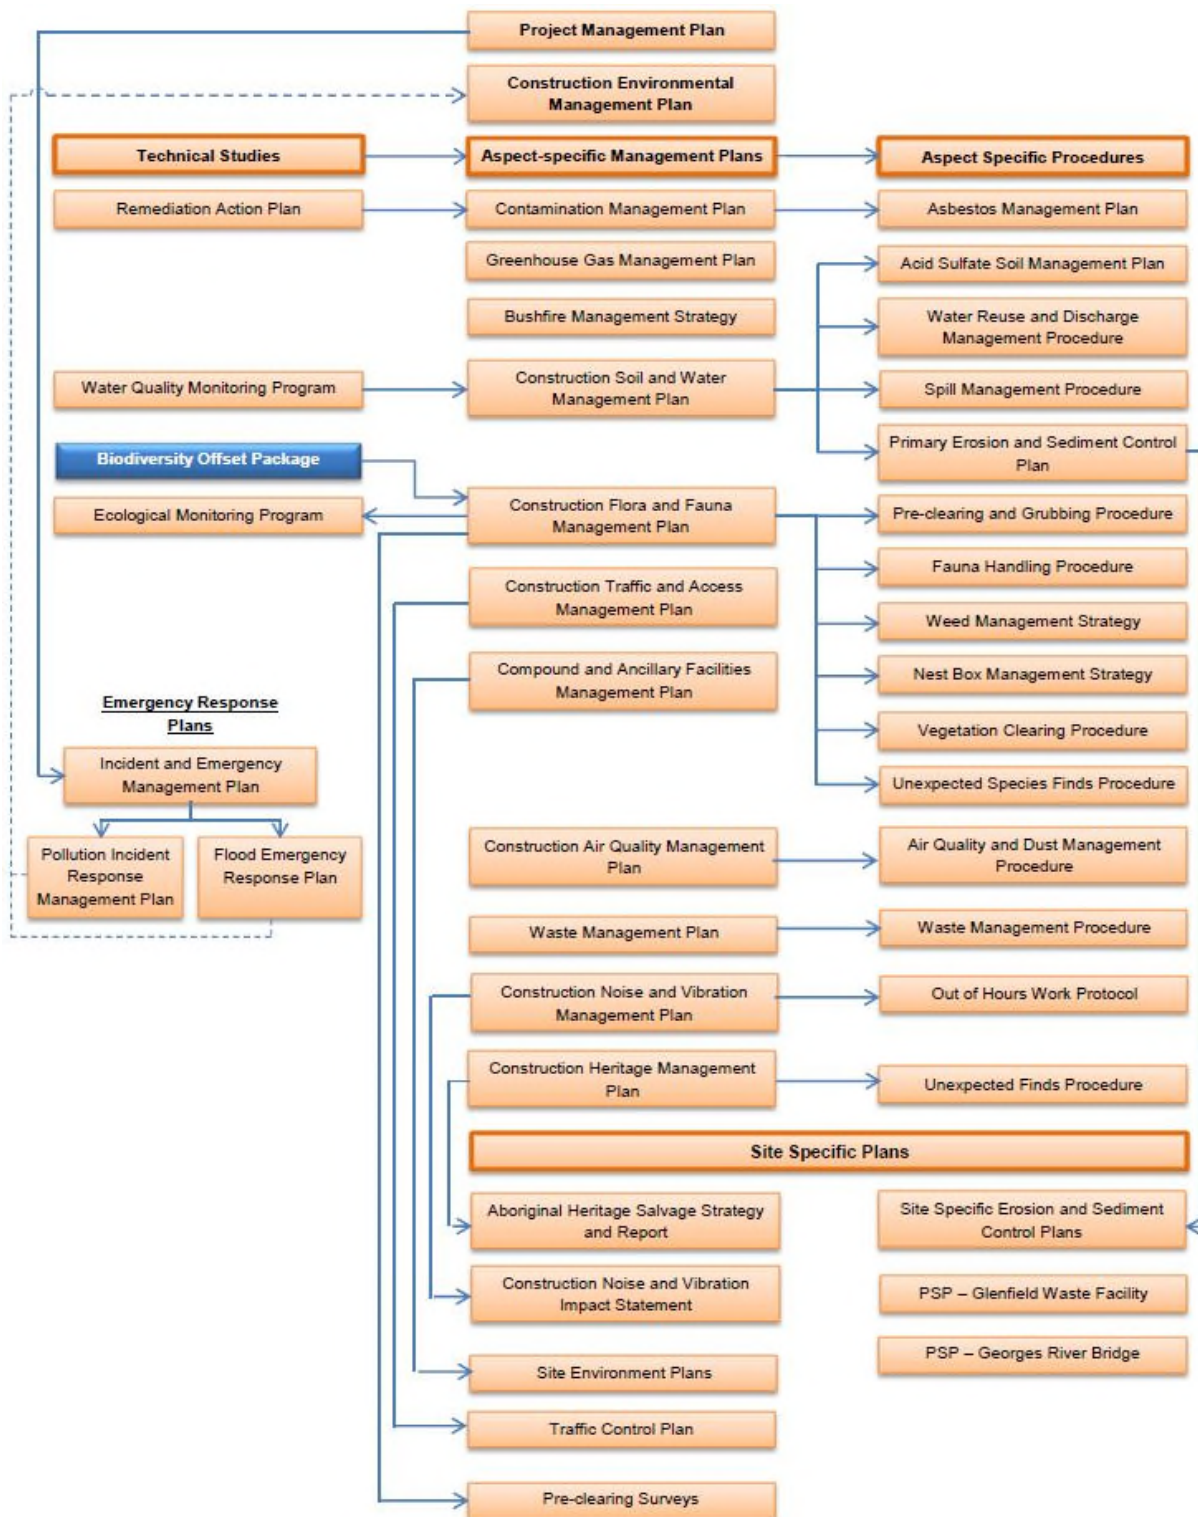 Project Management Plan
Construction Environmental
Management Plan
Technical Studies
Aspect-specific Management Plans
Aspect Specific Procedures
Remediation Action Plan
Contamination Management Plan
Asbestos Management Plan
Greenhouse Gas Management Plan
Acid Sulfate Soil Management Plan
Bushfire Management Strategy
Water Reuse and Discharge
Management Procedure
Water Quality Monitoring Program
Construction Soil and Water
Management Plan
Spill Management Procedure
Biodiversity Offset Package
Primary Erosion and Sediment Control
Plan
Ecological Monitoring Program
Construction Flora and Fauna
Management Plan
Pre-clearing and Grubbing Procedure
Fauna Handling Procedure
Construction Traffic and Access
Management Plan
Weed Management Strategy
Compound and Ancillary Facilities
Management Plan
Nest Box Management Strategy
Vegetation Clearing Procedure
Emergency Response
Plans
Incident and Emergency
Management Plan
Unexpected Species Finds Procedure
Pollution Incident
Response
Management Plan
Flood Emergency
Response Plan
Construction Air Quality Management
Plan
Air Quality and Dust Management
Procedure
Waste Management Plan
Waste Management Procedure
Construction Noise and Vibration
Management Plan
Out of Hours Work Protocol
Construction Heritage Management
Plan
Unexpected Finds Procedure
Site Specific Plans
Aboriginal Heritage Salvage Strategy
and Report
Site Specific Erosion and Sediment
Control Plans
Construction Noise and Vibration
Impact Statement
PSP – Glenfield Waste Facility
PSP – Georges River Bridge
Site Environment Plans
Traffic Control Plan
Pre-clearing Surveys